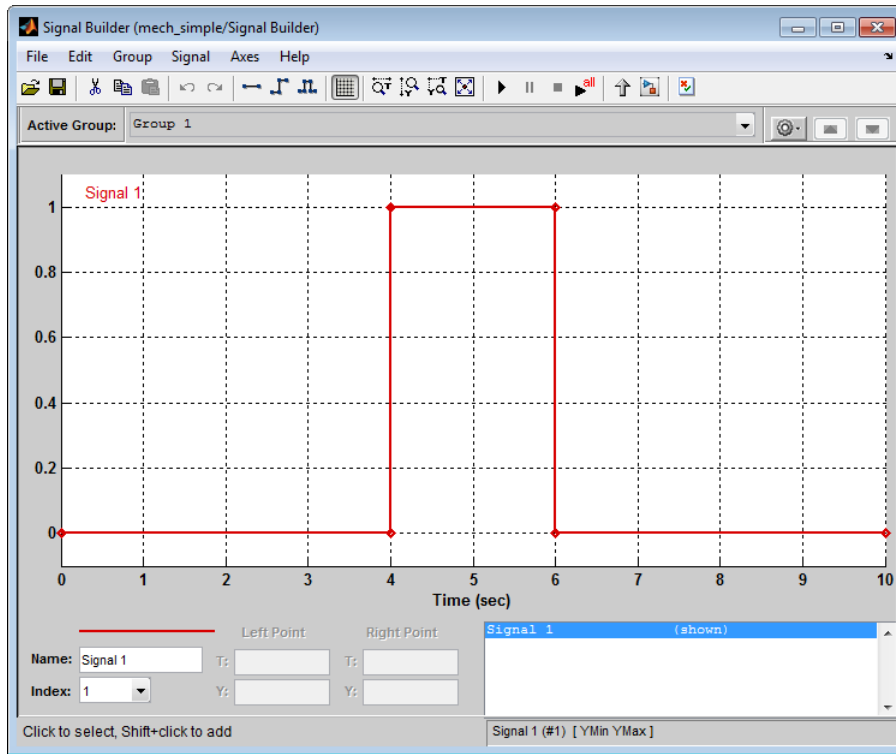 Signal Builder (mech_simple/Signal Builder)
File Edit Group Signal Axes Help
all
Active Group: Group 1
Signal 1
1
0.8
0.6
0.4
0.2
0
0 1 2 3 4 5 6 7 8 9 10
Time (sec)
Left Point Right Point
Name: Signal 1 T: T:
Index: 1 Y: Y:
Signal 1 (shown)
Click to select, Shift+click to add
Signal 1 (#1) [ YMin YMax ]